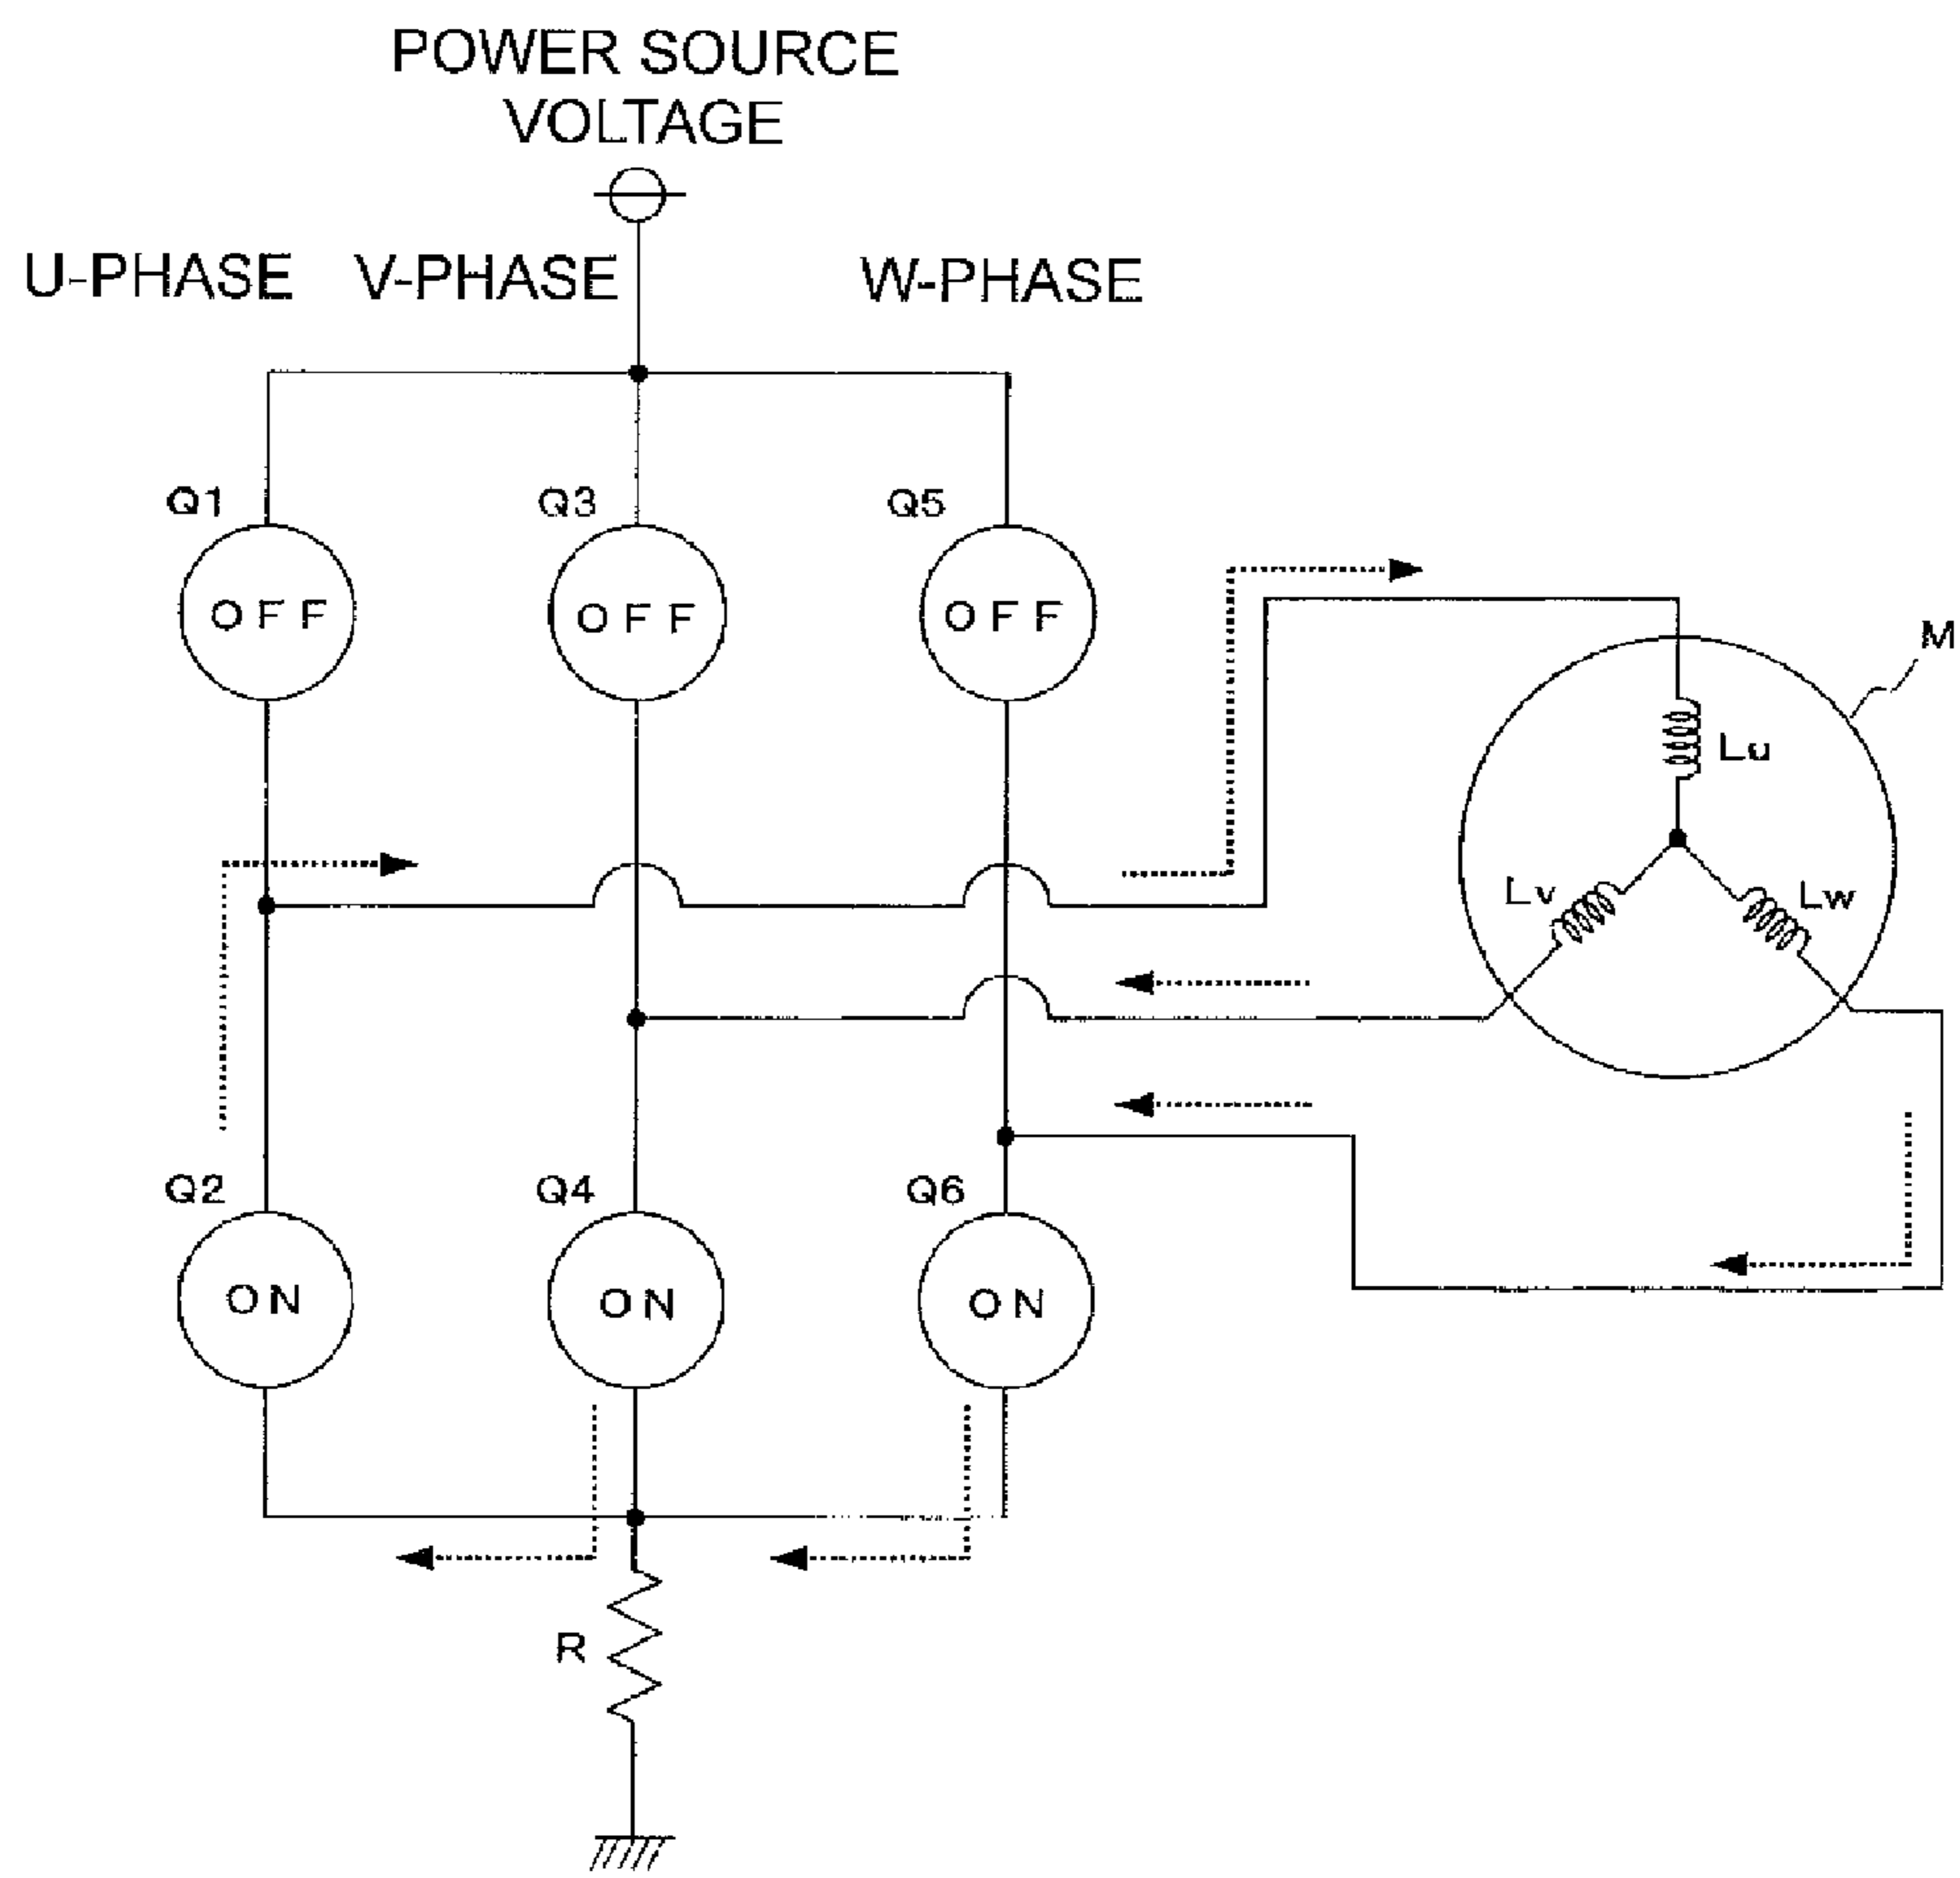 POWER SOURCE
VOLTAGE
U-PHASE V-PHASE W-PHASE
Q1 Q3 Q5
OFF OFF OFF
M
Lu
Lv Lw
Q2 Q4 Q6
ON ON ON
R